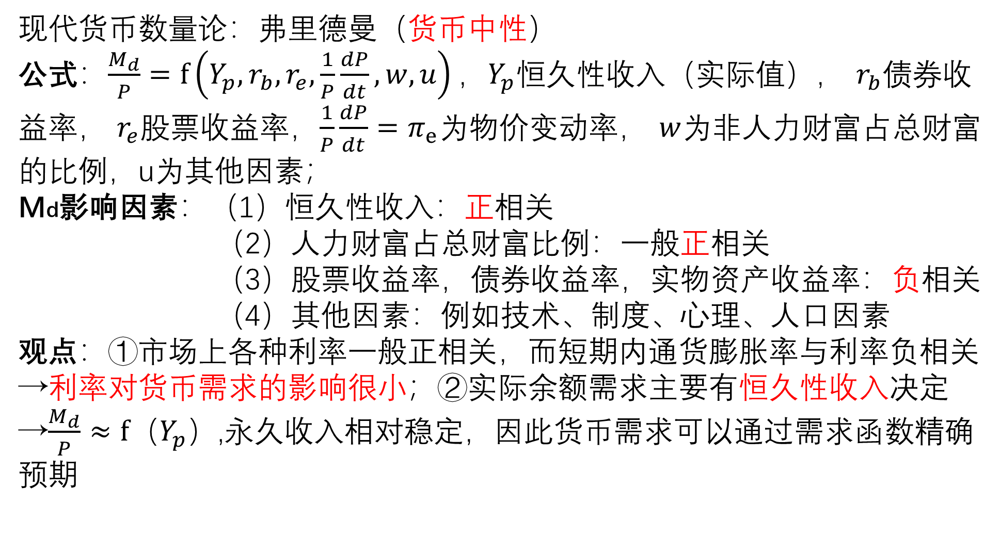 现代货币数量论：弗里德曼（货币中性）
公式：$\frac{M_d}{P}=\mathrm{f}\left(Y_p,r_b,r_e,\frac{1}{P}\frac{dP}{dt},w,u\right)$，$Y_p$恒久性收入（实际值），$r_b$债券收
益率，$r_e$股票收益率，$\frac{1}{P}\frac{dP}{dt}=\pi_{\mathrm{e}}$为物价变动率，$w$为非人力财富占总财富
的比例，u为其他因素；
Md影响因素：（1）恒久性收入：正相关
（2）人力财富占总财富比例：一般正相关
（3）股票收益率，债券收益率，实物资产收益率：负相关
（4）其他因素：例如技术、制度、心理、人口因素
观点：①市场上各种利率一般正相关，而短期内通货膨胀率与利率负相关
→利率对货币需求的影响很小；②实际余额需求主要有恒久性收入决定
→$\frac{M_d}{P}\approx \mathrm{f}$（$Y_p$）,永久收入相对稳定，因此货币需求可以通过需求函数精确
预期